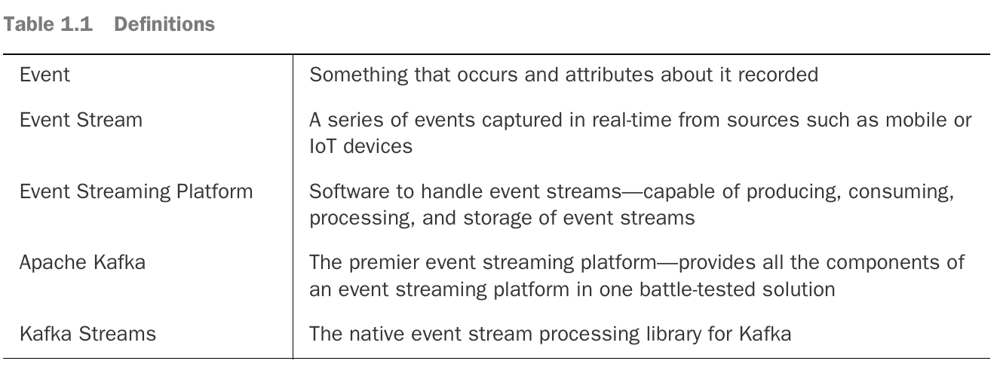 Table 1.1 Definitions
Event
Something that occurs and attributes about it recorded
Event Stream
A series of events captured in real-time from sources such as mobile or
IoT devices
Event Streaming Platform
Software to handle event streams—capable of producing, consuming,
processing, and storage of event streams
Apache Kafka
The premier event streaming platform—provides all the components of
an event streaming platform in one battle-tested solution
Kafka Streams
The native event stream processing library for Kafka